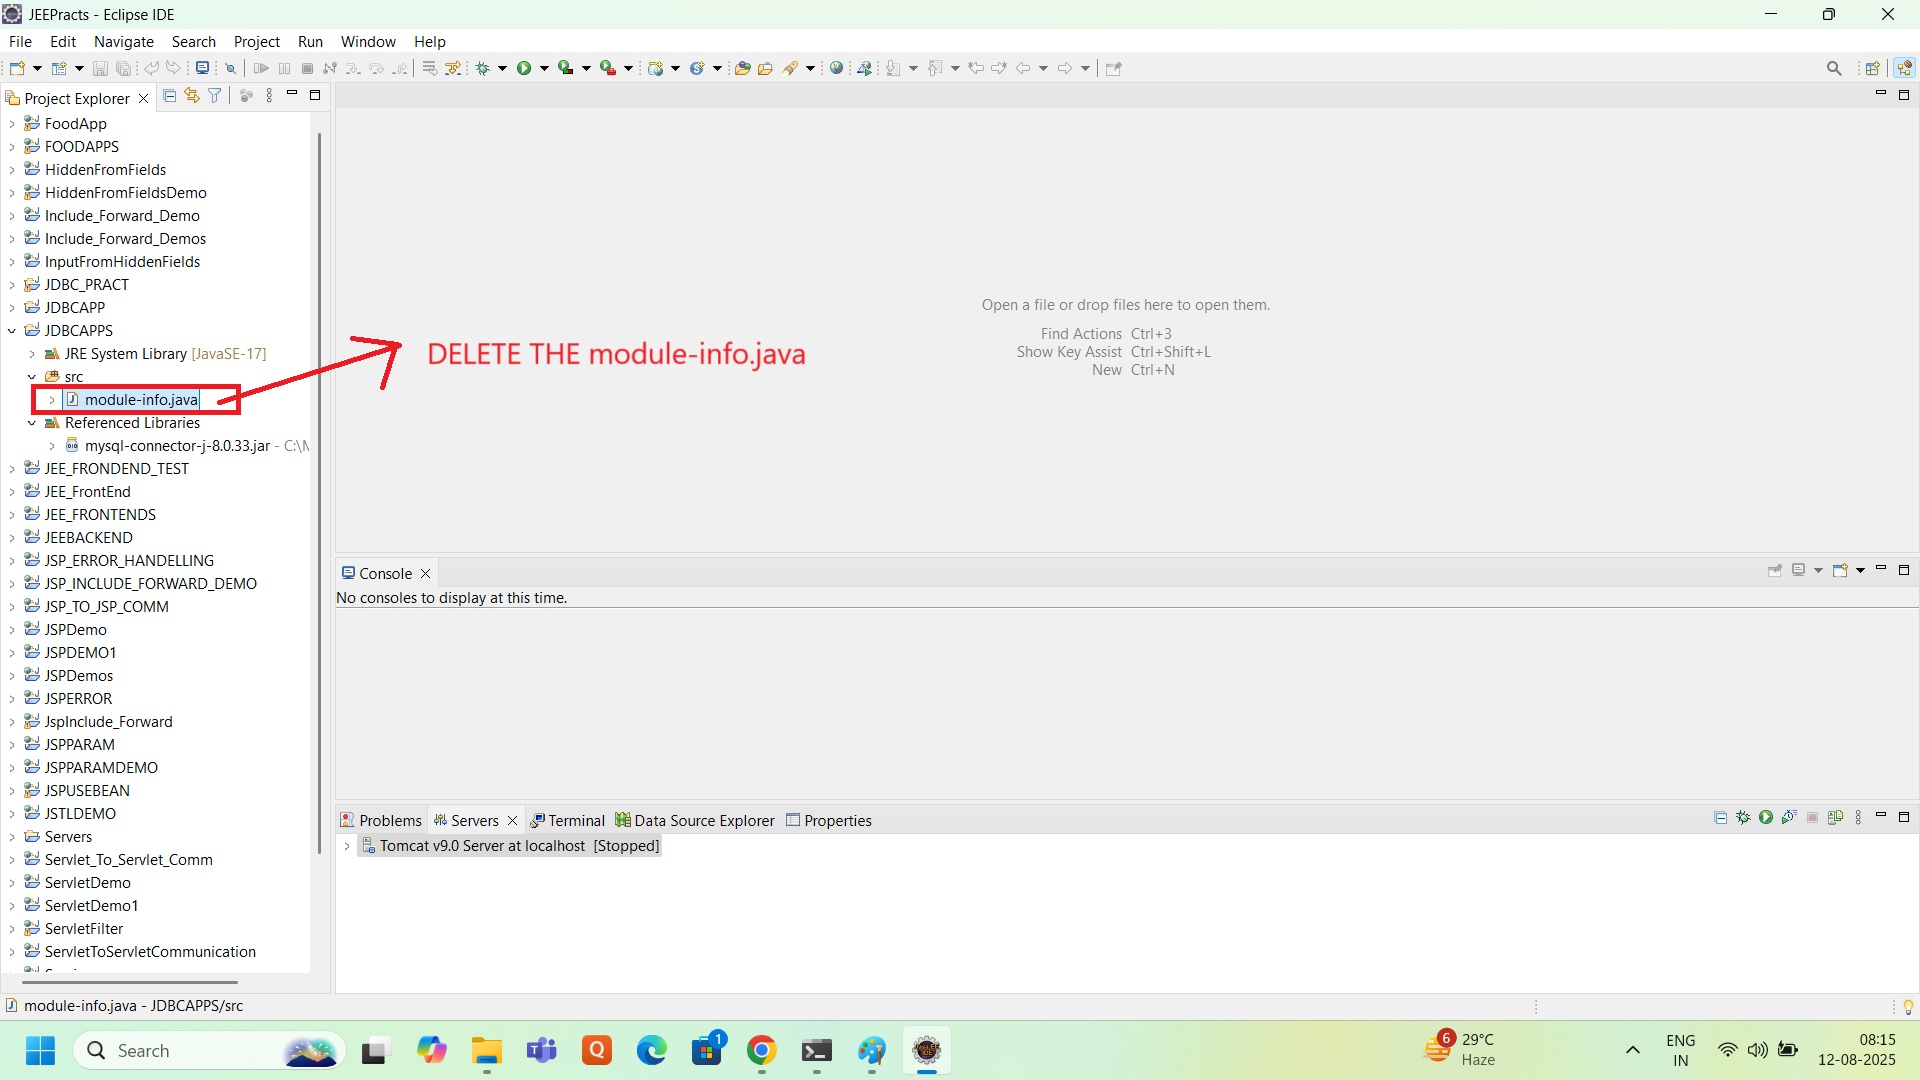 JEEPracts - Eclipse IDE
File Edit Navigate Search Project Run Window Help
Project Explorer
FoodApp
FOODAPPS
HiddenFromFields
HiddenFromFieldsDemo
Include_Forward_Demo
Include_Forward_Demos
InputFromHiddenFields
JDBC_PRACT
JDBCAPP
JDBCAPPS
JRE System Library [JavaSE-17]
src
module-info.java
Referenced Libraries
mysql-connector-j-8.0.33.jar - C:\M
JEE_FRONDEND_TEST
JEE_FrontEnd
JEE_FRONTENDS
JEEBACKEND
JSP_ERROR_HANDELLING
JSP_INCLUDE_FORWARD_DEMO
JSP_TO_JSP_COMM
JSPDemo
JSPDEMO1
JSPDemos
JSPERROR
JspInclude_Forward
JSPPARAM
JSPPARAMDEMO
JSPUSEBEAN
JSTLDEMO
Servers
Servlet_To_Servlet_Comm
ServletDemo
ServletDemo1
ServletFilter
ServletToServletCommunication
DELETE THE module-info.java
Open a file or drop files here to open them.
Find Actions Ctrl+3
Show Key Assist Ctrl+Shift+L
New Ctrl+N
Console
No consoles to display at this time.
Problems Servers Terminal Data Source Explorer Properties
Tomcat v9.0 Server at localhost [Stopped]
module-info.java - JDBCAPPS/src
Search
1
6
29°C
Haze
ENG
IN
08:15
12-08-2025